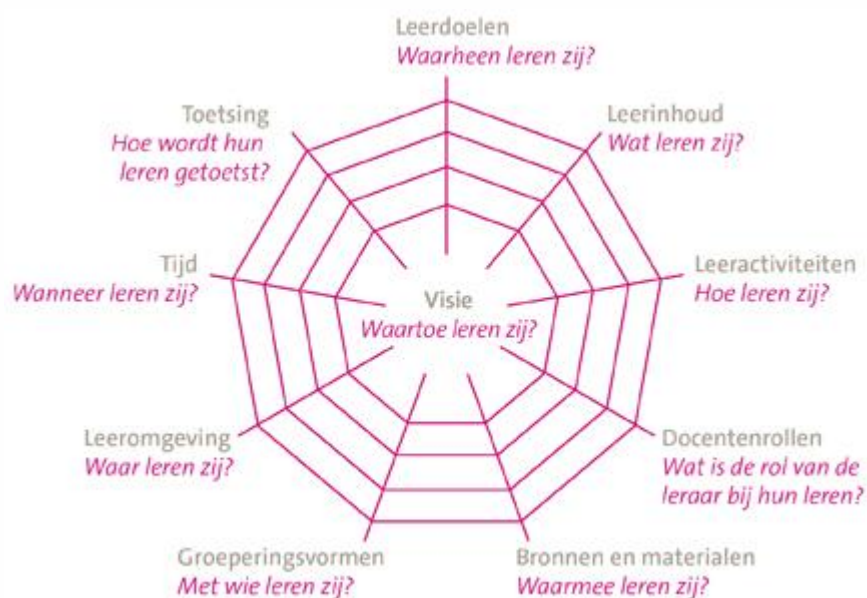 Leerdoelen
Waarheen leren zij?
Leerinhoud
Wat leren zij?
Leeractiviteiten
Hoe leren zij?
Docentenrollen
Wat is de rol van de
leraar bij hun leren?
Bronnen en materialen
Waarmee leren zij?
Groeperingsvormen
Met wie leren zij?
Leeromgeving
Waar leren zij?
Tijd
Wanneer leren zij?
Toetsing
Hoe wordt hun
leren getoetst?
Visie
Waartoe leren zij?